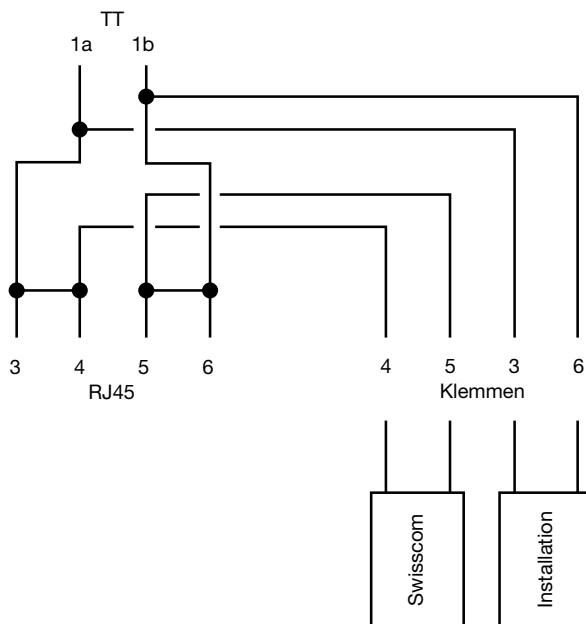 TT
1a 1b
3 4 5 6 4 5 3 6
RJ45 Klemmen
Swisscom
Installation